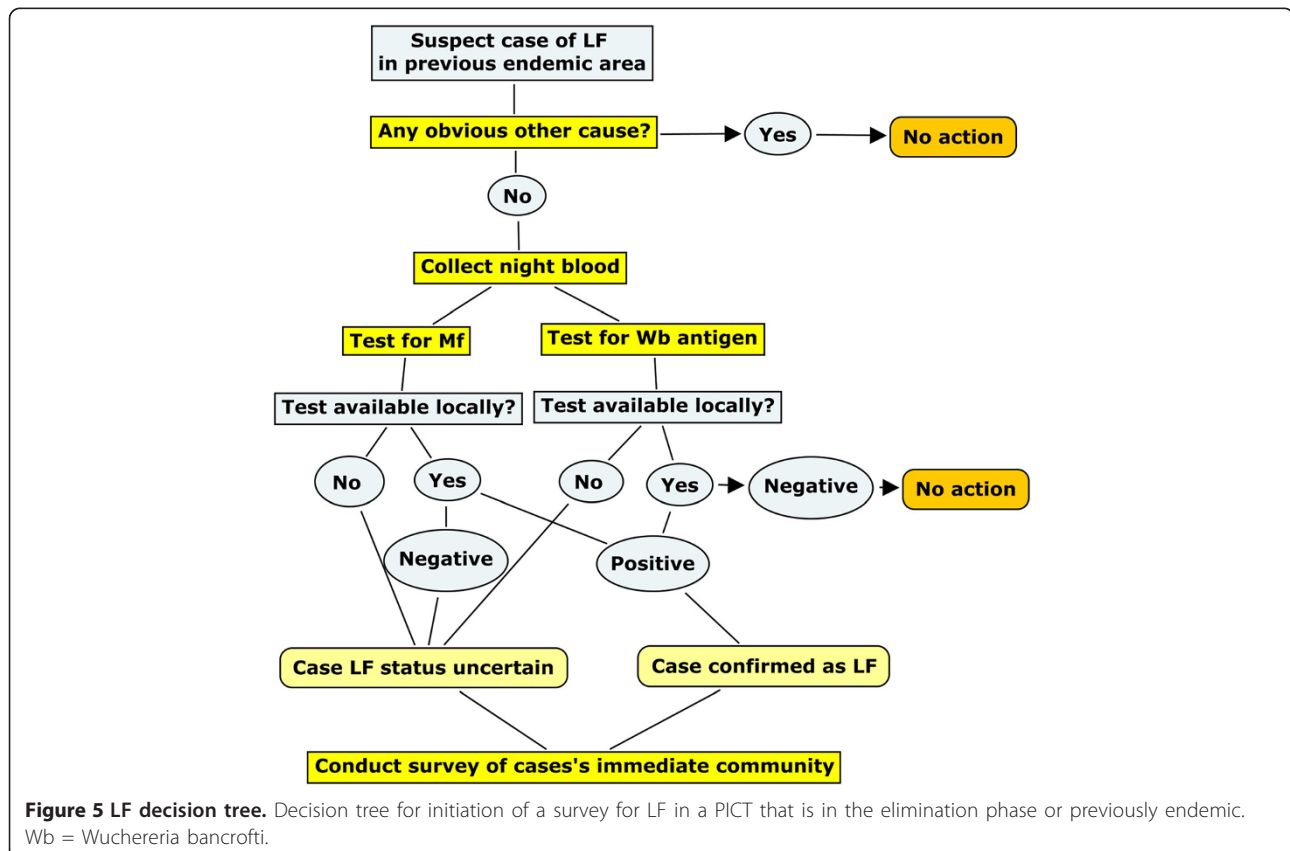 Suspect case of LF
in previous endemic area
Any obvious other cause?
Yes
No action
No
Collect night blood
Test for Mf
Test for Wb antigen
Test available locally?
Test available locally?
No
Yes
No
Yes
Negative
No action
Negative
Positive
Case LF status uncertain
Case confirmed as LF
Conduct survey of cases's immediate community
Figure 5 LF decision tree. Decision tree for initiation of a survey for LF in a PICT that is in the elimination phase or previously endemic.
Wb = Wuchereria bancrofti.